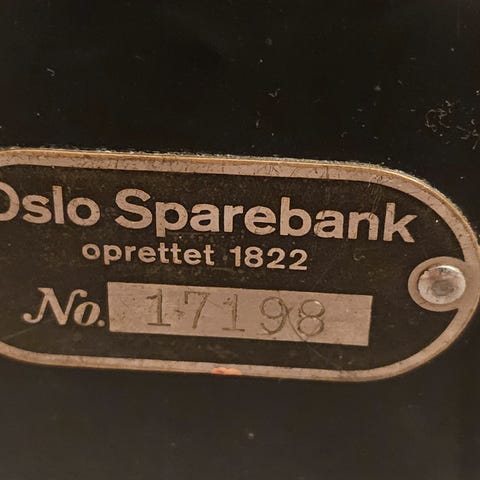 Oslo Sparebank
oprettet 1822
No. 17198